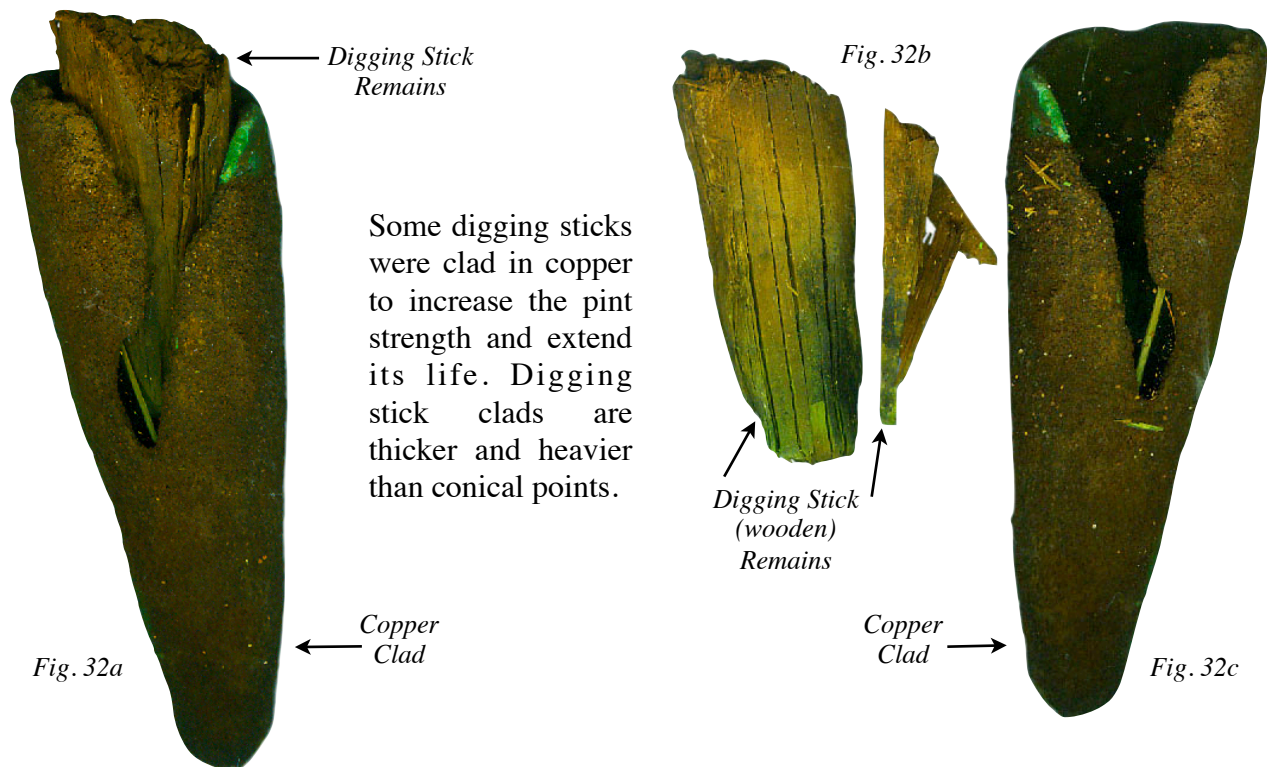 Digging Stick
Remains
Fig. 32b
Some digging sticks
were clad in copper
to increase the pint
strength and extend
its life. Digging
stick clads are
thicker and heavier
than conical points.
Digging Stick
(wooden)
Remains
Copper
Clad
Fig. 32a
Copper
Clad
Fig. 32c